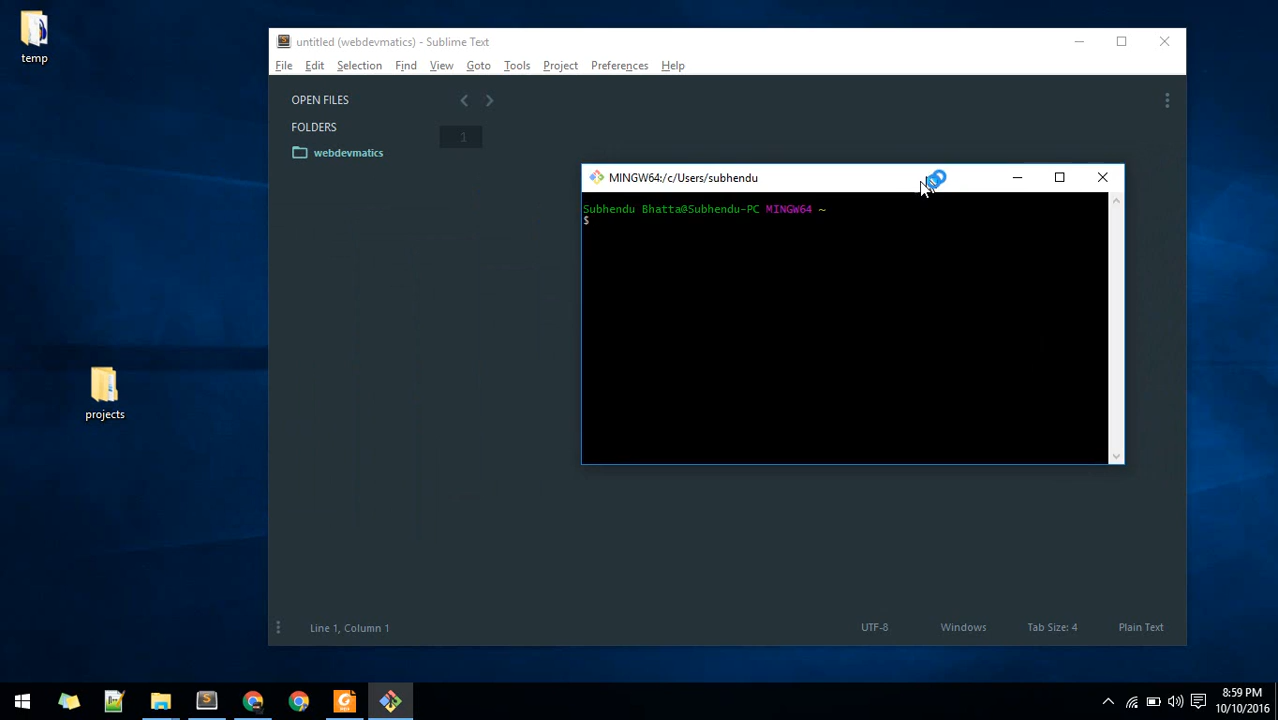 temp
projects
untitled (webdevmatics) - Sublime Text
File Edit Selection Find View Goto Tools Project Preferences Help
OPEN FILES
FOLDERS
webdevmatics
1
MINGW64:/c/Users/subhendu
Subhendu Bhatta@Subhendu-PC MINGW64 ~
$
Line 1, Column 1 UTF-8 Windows Tab Size: 4 Plain Text
8:59 PM
10/10/2016